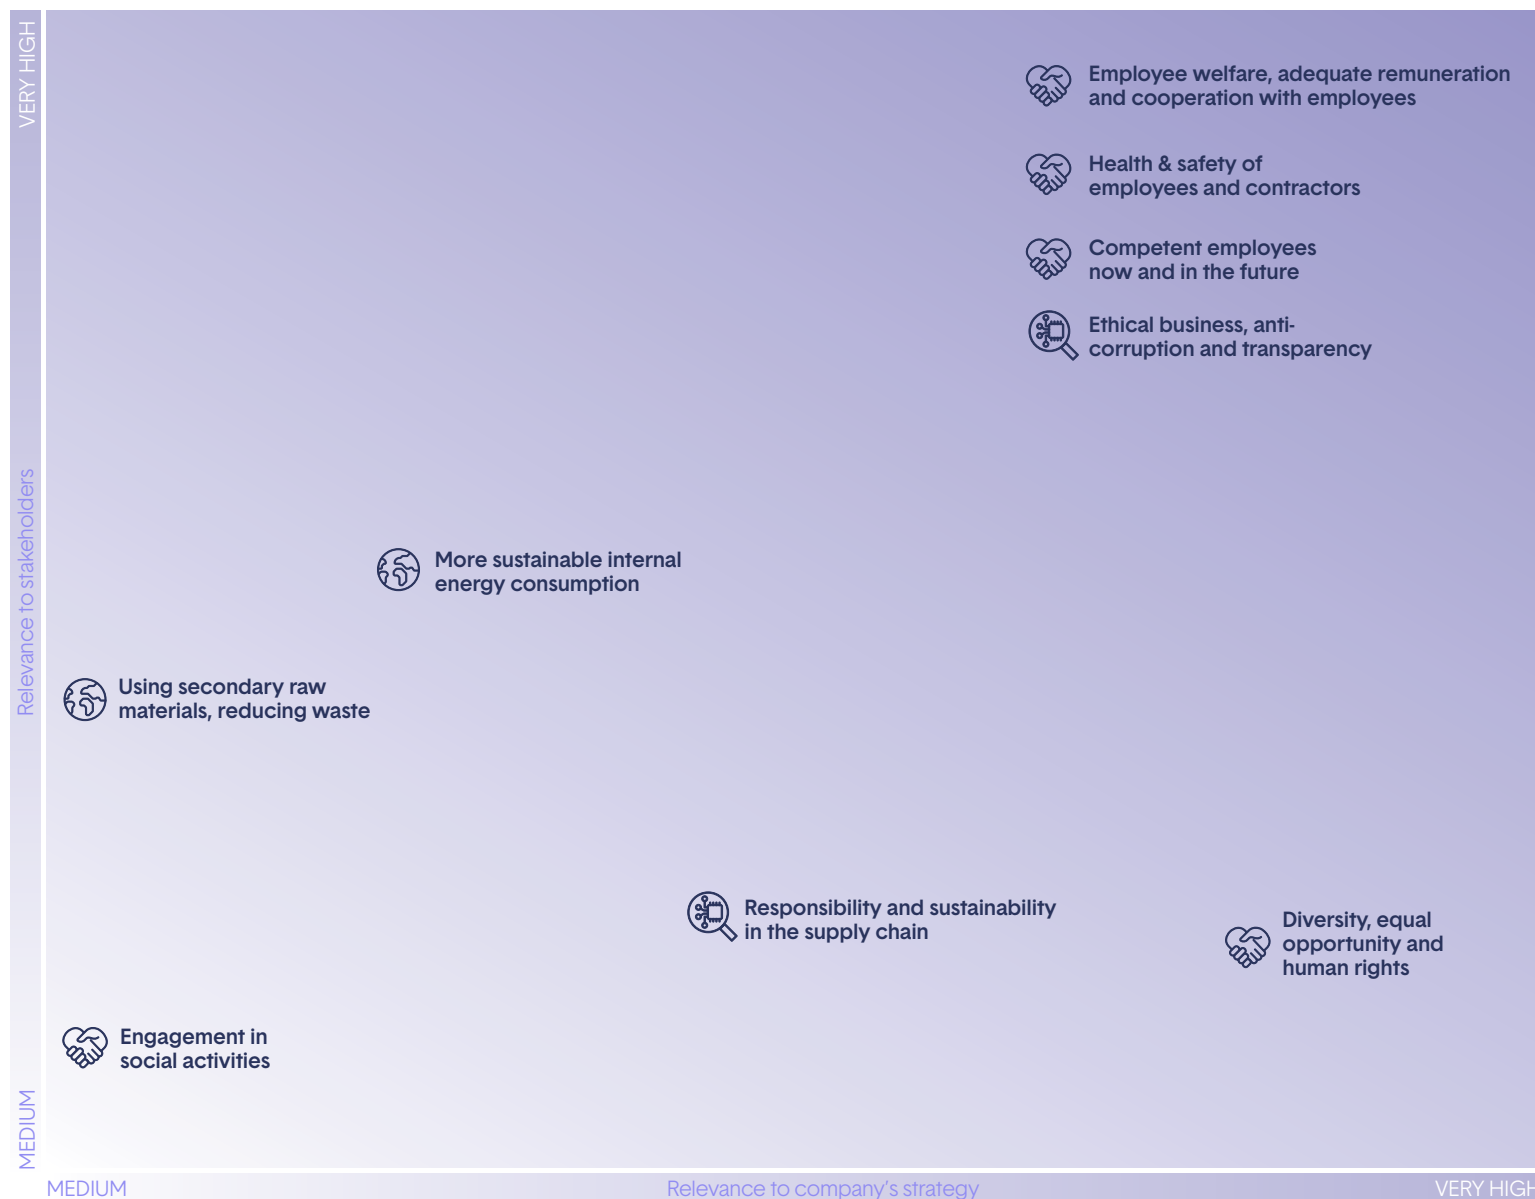 VERY HIGH
Relevance to stakeholders
MEDIUM
Employee welfare, adequate remuneration
and cooperation with employees
Health & safety of
employees and contractors
Competent employees
now and in the future
Ethical business, anti-
corruption and transparency
More sustainable internal
energy consumption
Using secondary raw
materials, reducing waste
Responsibility and sustainability
in the supply chain
Diversity, equal
opportunity and
human rights
Engagement in
social activities
MEDIUM
Relevance to company's strategy
VERY HIGH